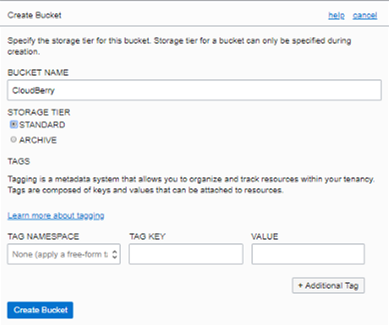 Create Bucket help cancel
Specify the storage tier for this bucket. Storage tier for a bucket can only be specified during
creation.
BUCKET NAME
CloudBerry
STORAGE TIER
STANDARD
ARCHIVE
TAGS
Tagging is a metadata system that allows you to organize and track resources within your tenancy.
Tags are composed of keys and values that can be attached to resources.
Learn more about tagging
TAG NAMESPACE TAG KEY VALUE
None (apply a free-form t
+ Additional Tag
Create Bucket